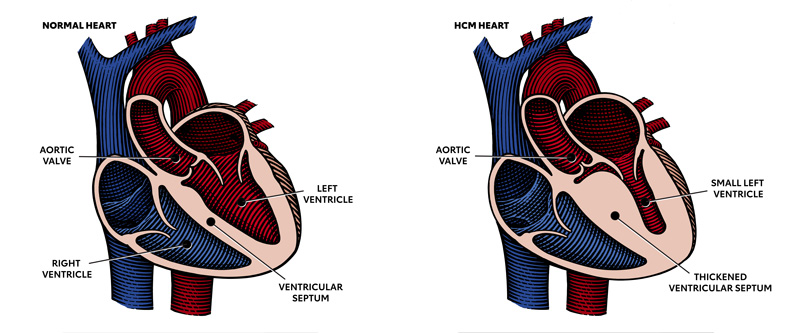 NORMAL HEART
AORTIC
VALVE
LEFT
VENTRICLE
RIGHT
VENTRICLE
VENTRICULAR
SEPTUM
HCM HEART
AORTIC
VALVE
SMALL LEFT
VENTRICLE
THICKENED
VENTRICULAR SEPTUM